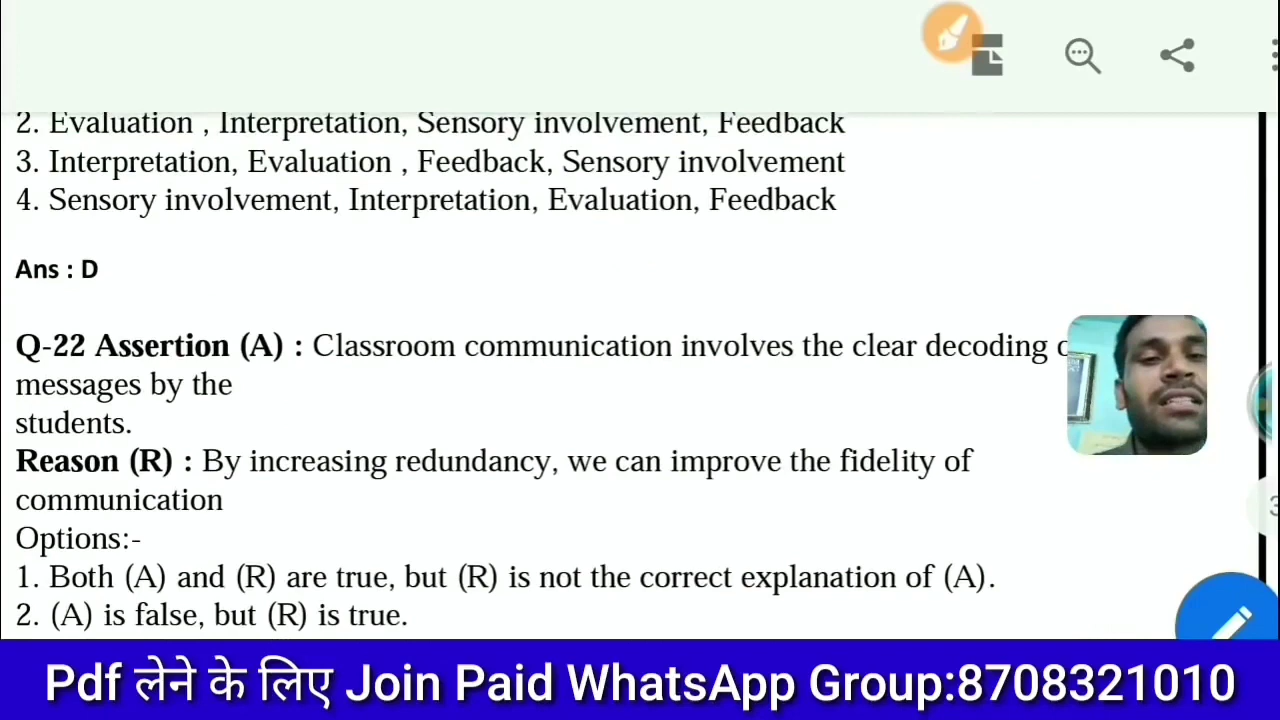 2. Evaluation , Interpretation, Sensory involvement, Feedback
3. Interpretation, Evaluation , Feedback, Sensory involvement
4. Sensory involvement, Interpretation, Evaluation, Feedback
Ans : D
Q-22 Assertion (A) : Classroom communication involves the clear decoding
messages by the
students.
Reason (R) : By increasing redundancy, we can improve the fidelity of
communication
Options:-
1. Both (A) and (R) are true, but (R) is not the correct explanation of (A).
2. (A) is false, but (R) is true.
Pdf लेने के लिए Join Paid WhatsApp Group:8708321010